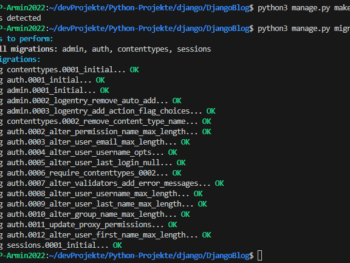 P-Armin2022:~/devProjekte/Python-Projekte/django/DjangoBlog$ python3 manage.py make
s detected
P-Armin2022:~/devProjekte/Python-Projekte/django/DjangoBlog$ python3 manage.py migr
s to perform:
ll migrations: admin, auth, contenttypes, sessions
igrations:
g contenttypes.0001_initial... OK
g auth.0001_initial... OK
g admin.0001_initial... OK
g admin.0002_logentry_remove_auto_add... OK
g admin.0003_logentry_add_action_flag_choices... OK
g contenttypes.0002_remove_content_type_name... OK
g auth.0002_alter_permission_name_max_length... OK
g auth.0003_alter_user_email_max_length... OK
g auth.0004_alter_user_username_opts... OK
g auth.0005_alter_user_last_login_null... OK
g auth.0006_require_contenttypes_0002... OK
g auth.0007_alter_validators_add_error_messages... OK
g auth.0008_alter_user_username_max_length... OK
g auth.0009_alter_user_last_name_max_length... OK
g auth.0010_alter_group_name_max_length... OK
g auth.0011_update_proxy_permissions... OK
g auth.0012_alter_user_first_name_max_length... OK
g sessions.0001_initial... OK
P-Armin2022:~/devProjekte/Python-Projekte/django/DjangoBlog$